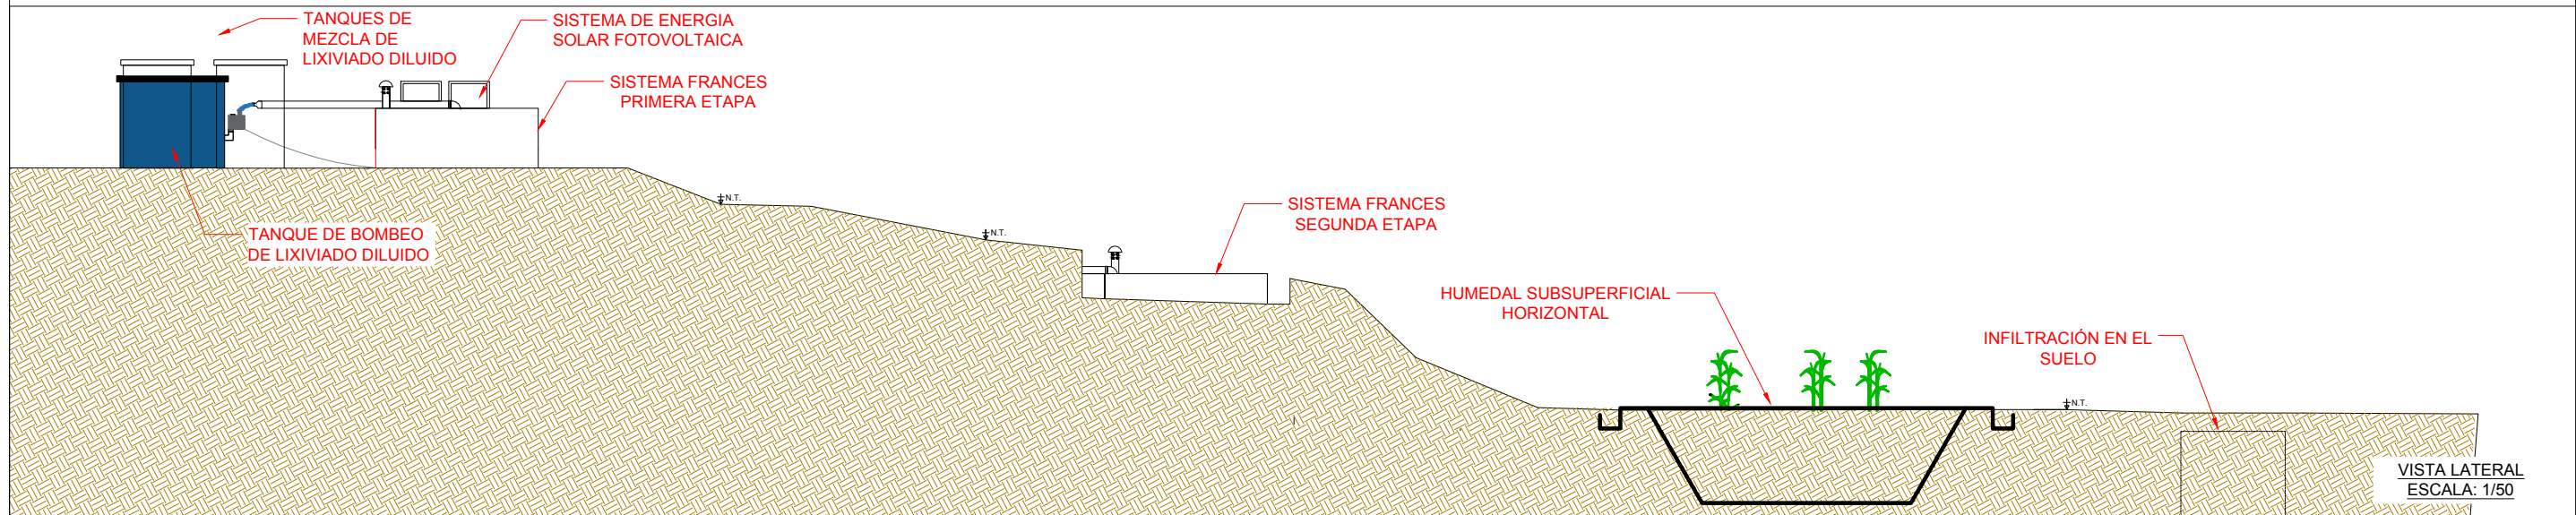 TANQUES DE
MEZCLA DE
LIXIVIADO DILUIDO
SISTEMA DE ENERGIA
SOLAR FOTOVOLTAICA
SISTEMA FRANCES
PRIMERA ETAPA
N.T.
TANQUE DE BOMBEO
DE LIXIVIADO DILUIDO
N.T.
SISTEMA FRANCES
SEGUNDA ETAPA
HUMEDAL SUBSUPERFICIAL
HORIZONTAL
INFILTRACIÓN EN EL
SUELO
N.T.
VISTA LATERAL
ESCALA: 1/50